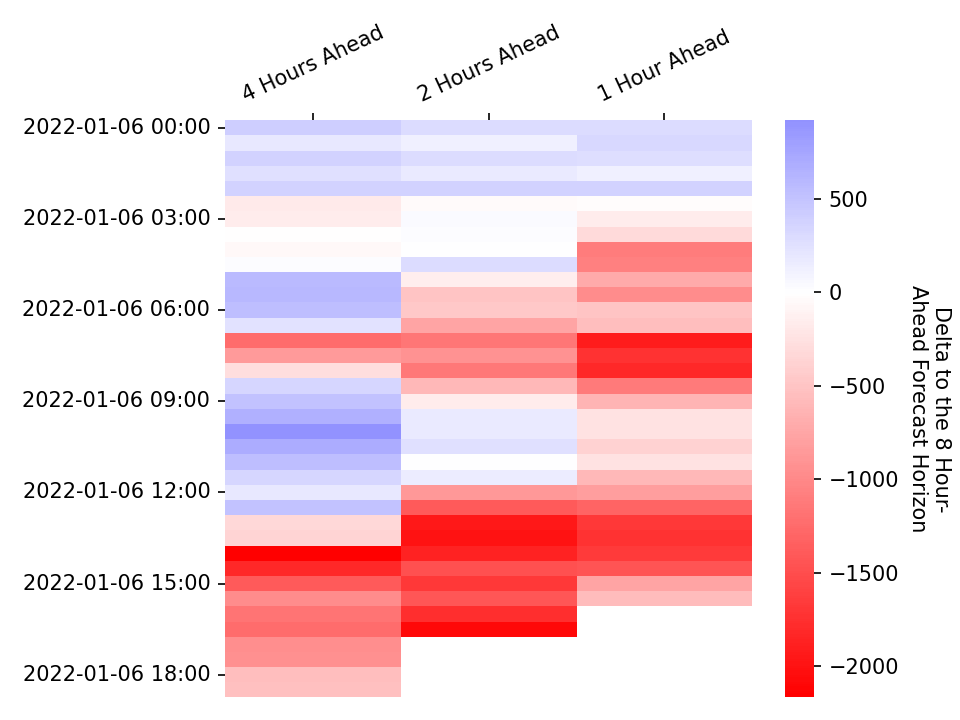 4 Hours Ahead
2 Hours Ahead
1 Hour Ahead
2022-01-06 00:00
2022-01-06 03:00
2022-01-06 06:00
2022-01-06 09:00
2022-01-06 12:00
2022-01-06 15:00
2022-01-06 18:00
500
0
−500
−1000
−1500
−2000
Delta to the 8 Hour-
Ahead Forecast Horizon